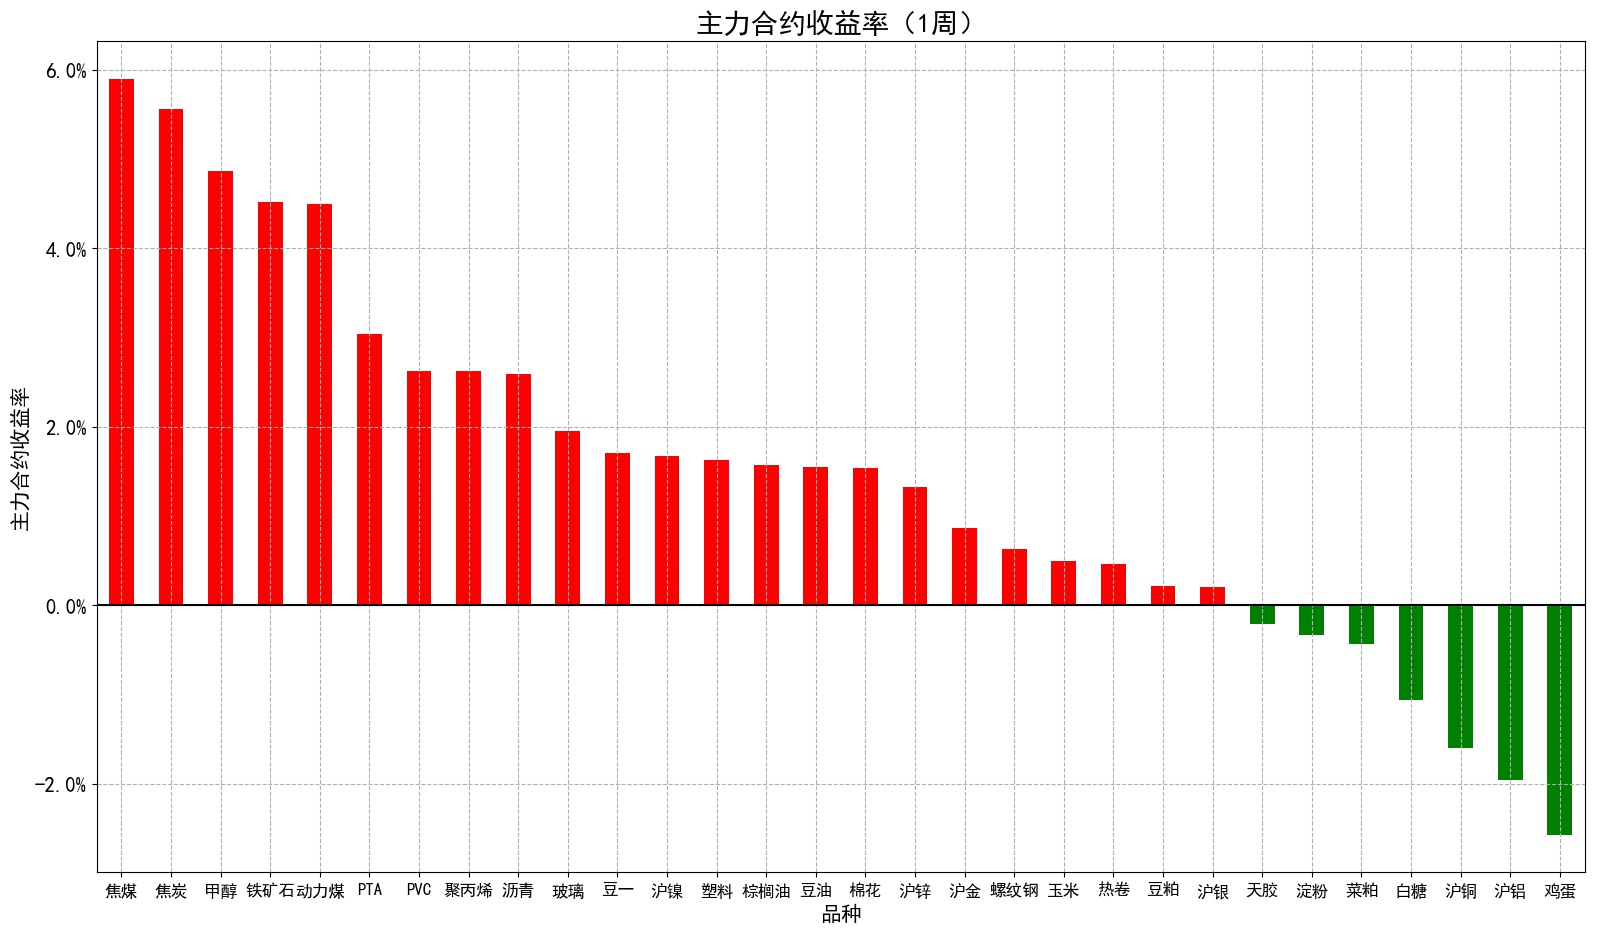 主力合约收益率（1周）
6.0%
4.0%
2.0%
0.0%
−2.0%
主力合约收益率
焦煤 焦炭 甲醇 铁矿石 动力煤 PTA PVC 聚丙烯 沥青 玻璃 豆一 沪镍 塑料 棕榈油 豆油 棉花 沪锌 沪金 螺纹钢 玉米 热卷 豆粕 沪银 天胶 淀粉 菜粕 白糖 沪铜 沪铝 鸡蛋
品种